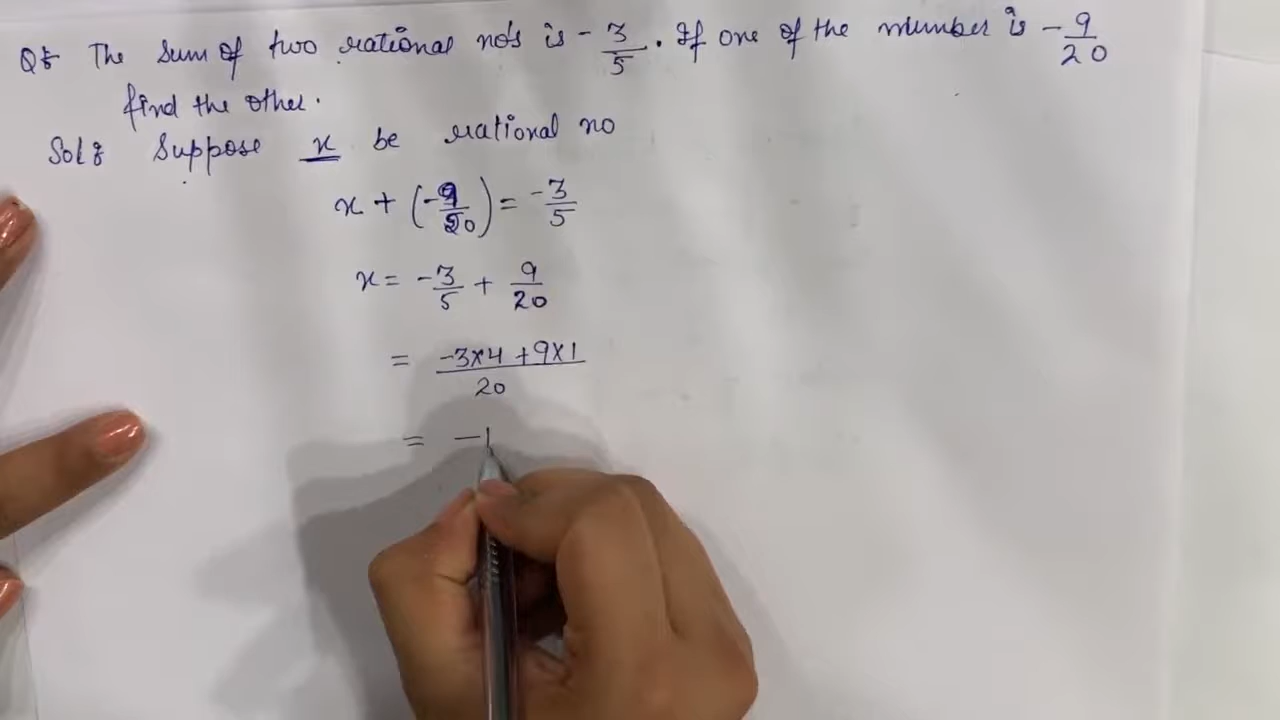 Q: The sum of two rational no's is -3/5. If one of the number is -9/20
find the other.
Sol: Suppose x be rational no
x + (-9/20) = -3/5
x = -3/5 + 9/20
= -3×4 + 9×1 / 20
= -1